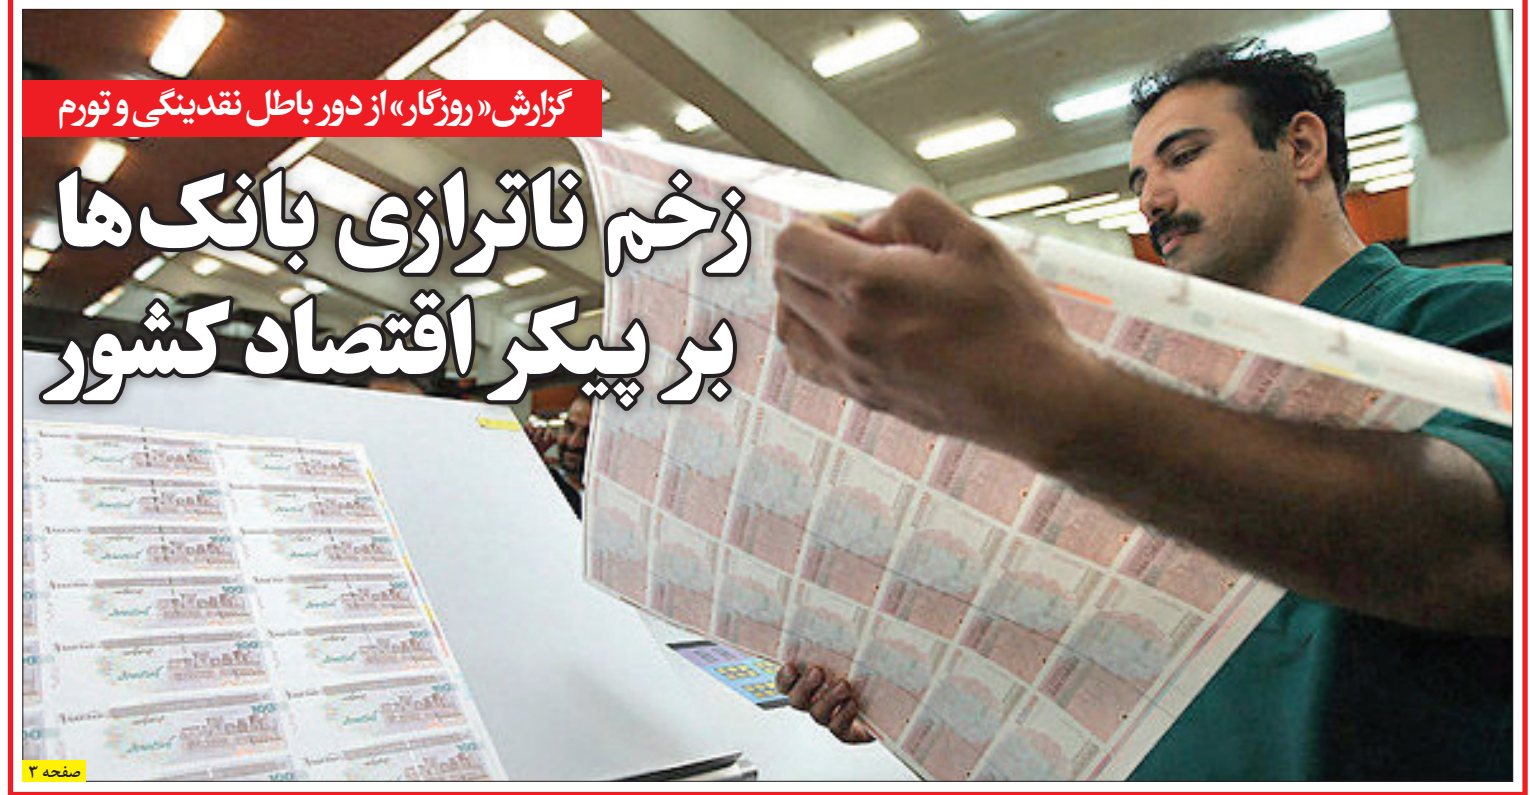 گزارش «روزگار» از دور باطل نقدینگی و تورم
زخم ناترازی بانک‌ها
بر پیکر اقتصاد کشور
صفحه ۳